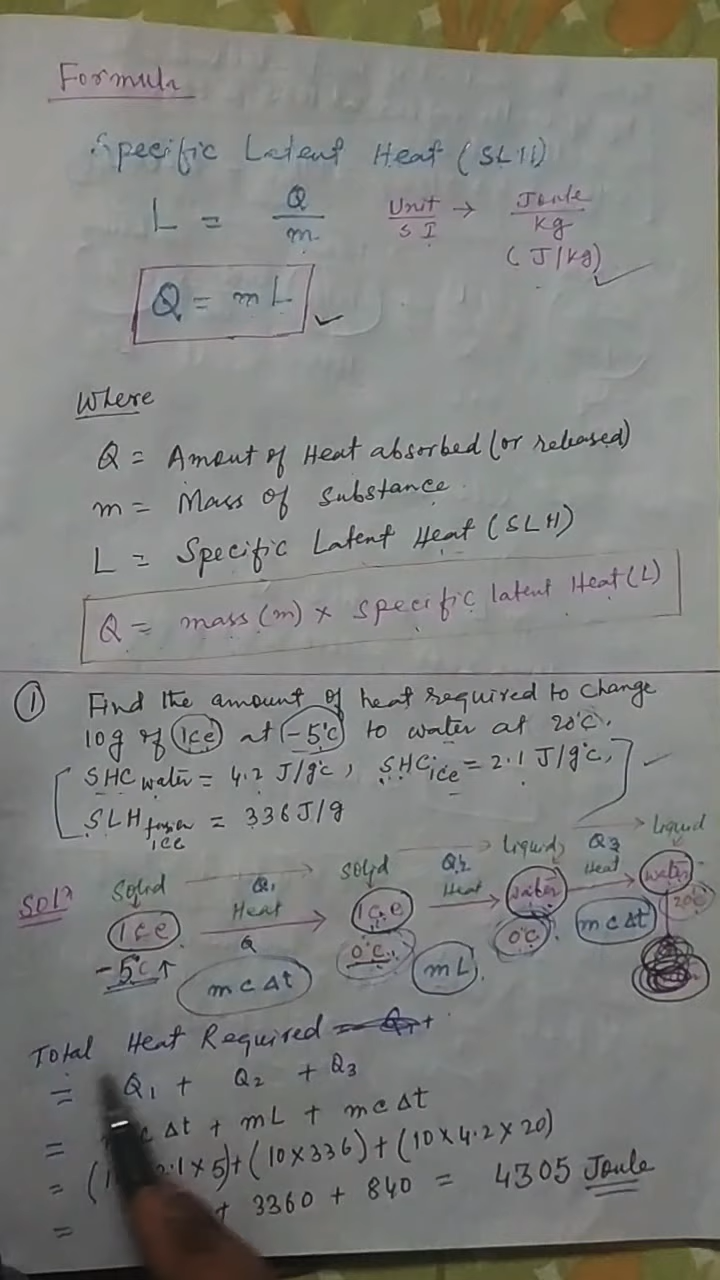 Formula
Specific Latent Heat (SLH)
L = Q/m Unit/SI → Joule/kg
(J/kg) ✓
Q = mL ✓
Where
Q = Amout of Heat absorbed (or released)
m = Mass of Substance.
L = Specific Latent Heat (SLH)
Q = mass (m) × specific latent Heat (L)
① Find the amount of heat required to change
10g of Ice at -5°C to water at 20°C.
[SHC water = 4.2 J/g°C, SHC ice = 2.1 J/g°C,
SLH fusion ice = 336 J/g] ✓
Solⁿ Solid → Solid → Liquid, → Liquid
Q₁ Q₂ Q₃
Heat Heat Heat
Ice Ice water water
Q
-5°C ↑ 0°C 0°C 20°C
mcΔt mL mcΔt
Total Heat Required
= Q₁ + Q₂ + Q₃
= Δt + mL + mcΔt
= ( ×5)+(10×336)+(10×4.2×20)
= + 3360 + 840 = 4305 Joule